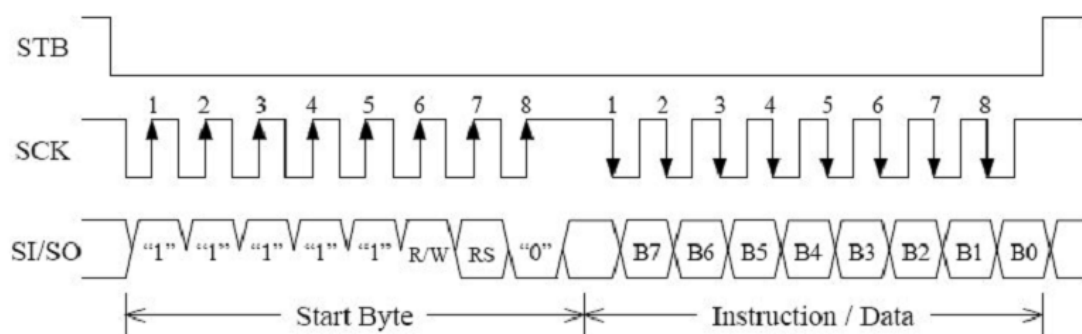 STB
1 2 3 4 5 6 7 8 1 2 3 4 5 6 7 8
SCK
SI/SO “1” “1” “1” “1” “1” R/W RS “0” B7 B6 B5 B4 B3 B2 B1 B0
Start Byte Instruction / Data